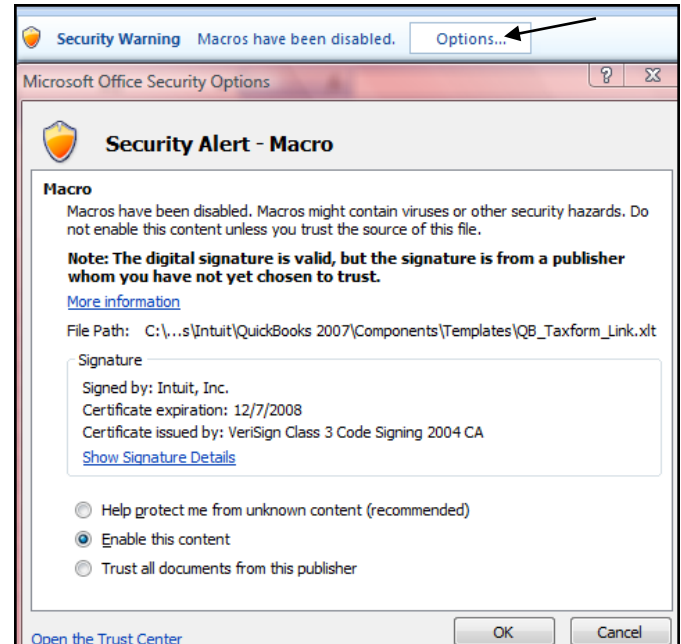 Security Warning Macros have been disabled. Options...
Microsoft Office Security Options
Security Alert - Macro
Macro
Macros have been disabled. Macros might contain viruses or other security hazards. Do
not enable this content unless you trust the source of this file.
Note: The digital signature is valid, but the signature is from a publisher
whom you have not yet chosen to trust.
More information
File Path: C:\...s\Intuit\QuickBooks 2007\Components\Templates\QB_Taxform_Link.xlt
Signature
Signed by: Intuit, Inc.
Certificate expiration: 12/7/2008
Certificate issued by: VeriSign Class 3 Code Signing 2004 CA
Show Signature Details
Help protect me from unknown content (recommended)
Enable this content
Trust all documents from this publisher
Open the Trust Center OK Cancel